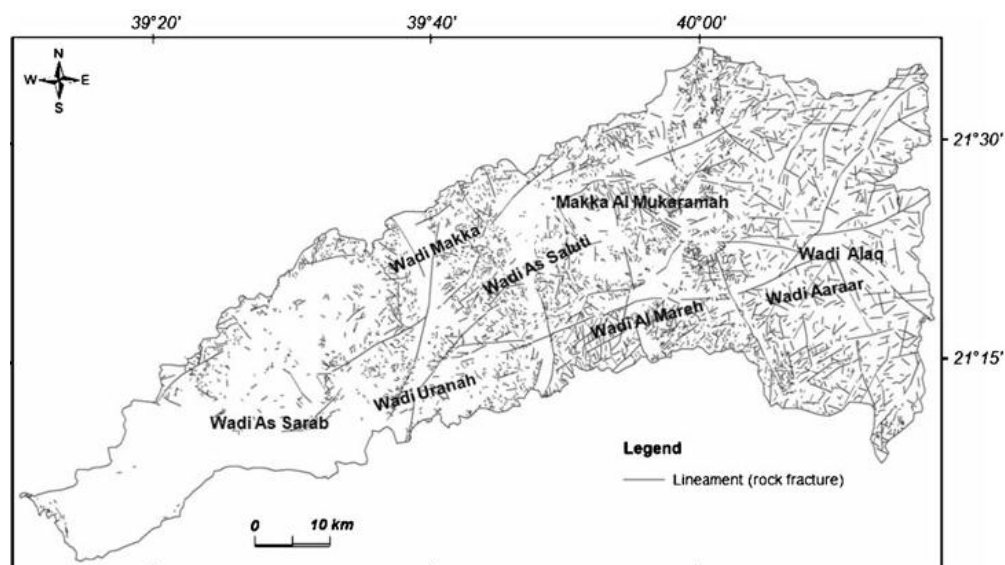 39°20'
39°40'
40°00'
N
W E
S
21°30'
Makka Al Mukaramah
Wadi Makka
Wadi As Saluti
Wadi Alaq
Wadi Aaraar
Wadi Al Mareh
21°15'
Wadi Uranah
Wadi As Sarab
Legend
Lineament (rock fracture)
0 10 km